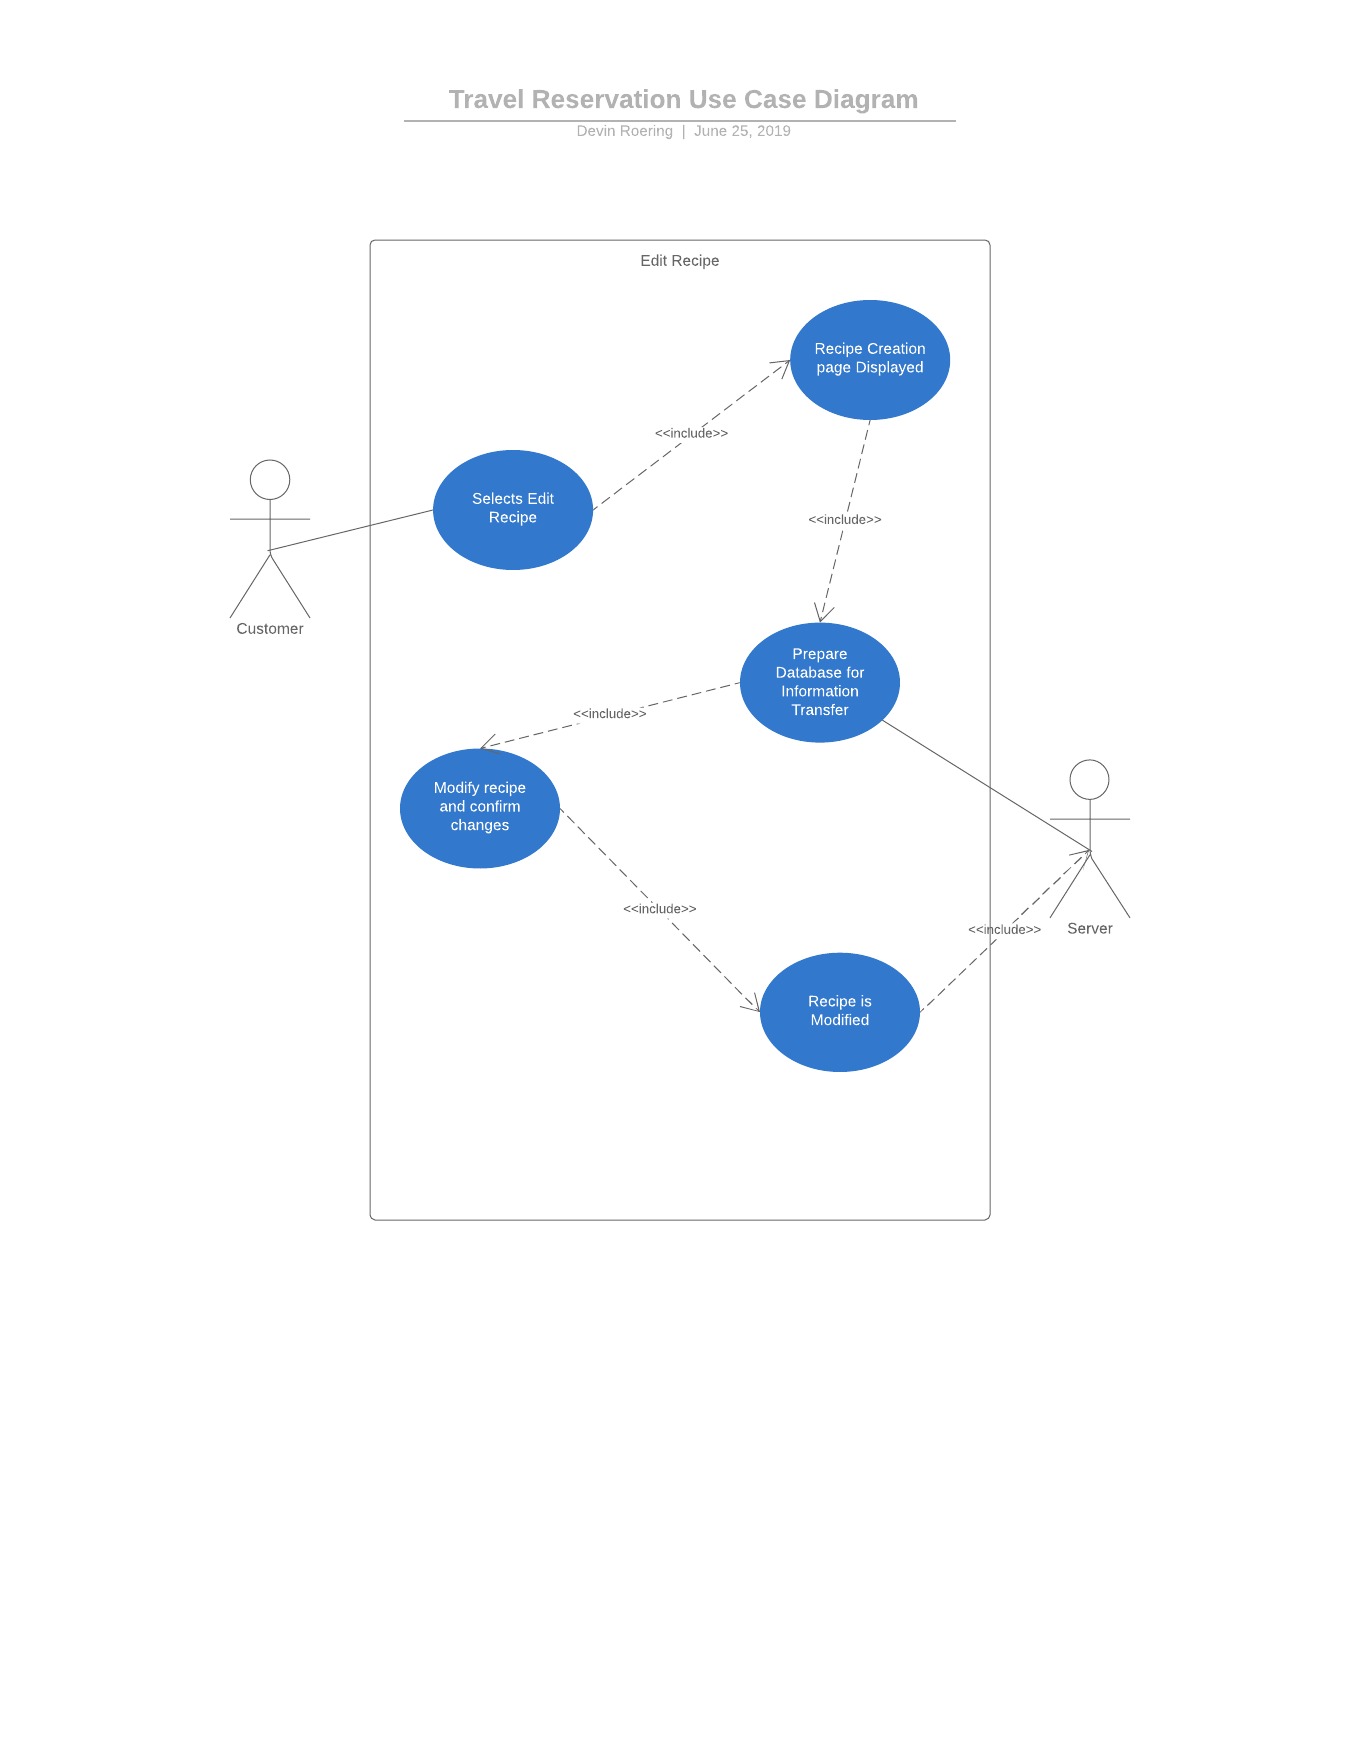 Travel Reservation Use Case Diagram
Devin Roering | June 25, 2019
Edit Recipe
Recipe Creation
page Displayed
<<include>>
Selects Edit
Recipe
<<include>>
Customer
Prepare
Database for
Information
Transfer
<<include>>
Modify recipe
and confirm
changes
<<include>>
<<include>>
Server
Recipe is
Modified